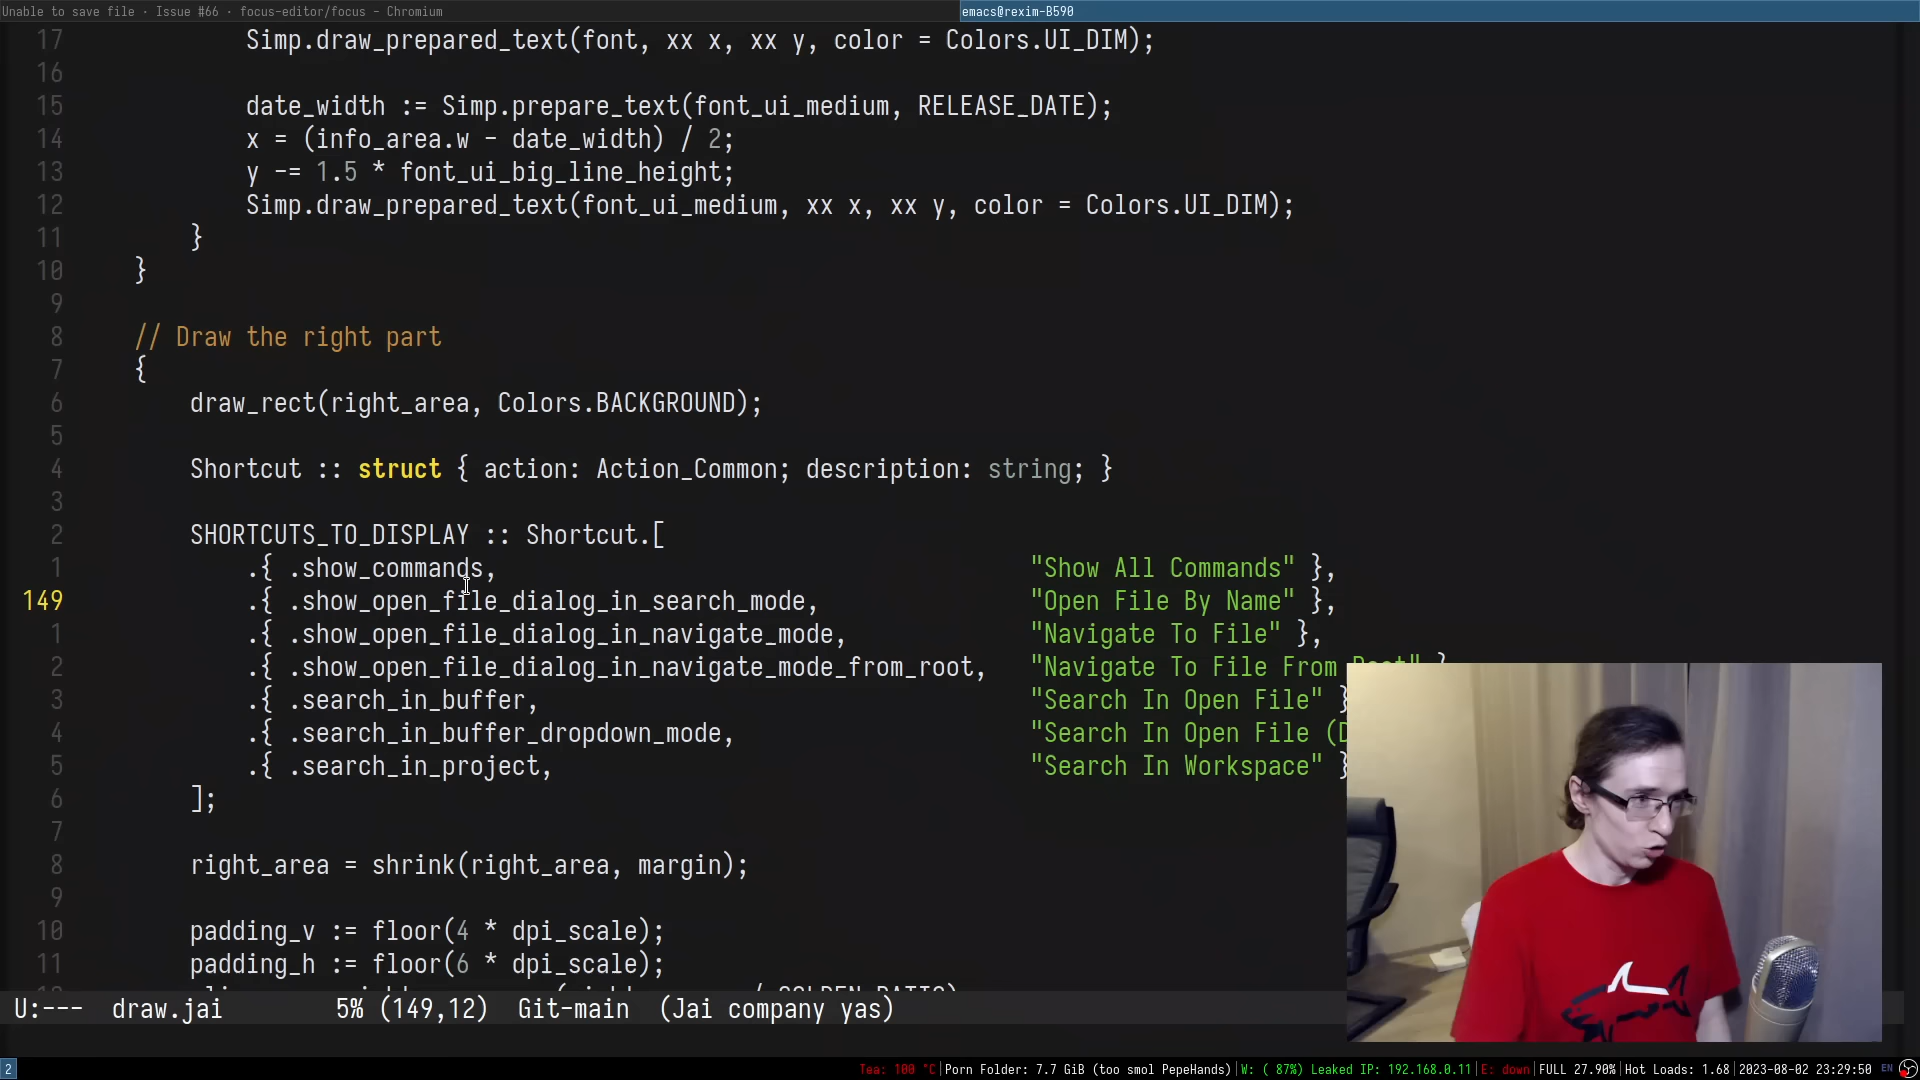 Unable to save file · Issue #66 · focus-editor/focus - Chromium
emacs@rexim-B590
17 Simp.draw_prepared_text(font, xx x, xx y, color = Colors.UI_DIM);
16
15 date_width := Simp.prepare_text(font_ui_medium, RELEASE_DATE);
14 x = (info_area.w - date_width) / 2;
13 y -= 1.5 * font_ui_big_line_height;
12 Simp.draw_prepared_text(font_ui_medium, xx x, xx y, color = Colors.UI_DIM);
11 }
10 }
9
8 // Draw the right part
7 {
6 draw_rect(right_area, Colors.BACKGROUND);
5
4 Shortcut :: struct { action: Action_Common; description: string; }
3
2 SHORTCUTS_TO_DISPLAY :: Shortcut.[
1 .{ .show_commands, "Show All Commands" },
149 .{ .show_open_file_dialog_in_search_mode, "Open File By Name" },
1 .{ .show_open_file_dialog_in_navigate_mode, "Navigate To File" },
2 .{ .show_open_file_dialog_in_navigate_mode_from_root, "Navigate To File From Root" }
3 .{ .search_in_buffer, "Search In Open File" }
4 .{ .search_in_buffer_dropdown_mode, "Search In Open File (
5 .{ .search_in_project, "Search In Workspace" }
6 ];
7
8 right_area = shrink(right_area, margin);
9
10 padding_v := floor(4 * dpi_scale);
11 padding_h := floor(6 * dpi_scale);
U:--- draw.jai 5% (149,12) Git-main (Jai company yas)
2 Tea: 100 °C|Porn Folder: 7.7 GiB (too smol PepeHands)|W: ( 87%) Leaked IP: 192.168.0.11|E: down|FULL 27.90%|Hot Loads: 1.68|2023-08-02 23:29:50 EN